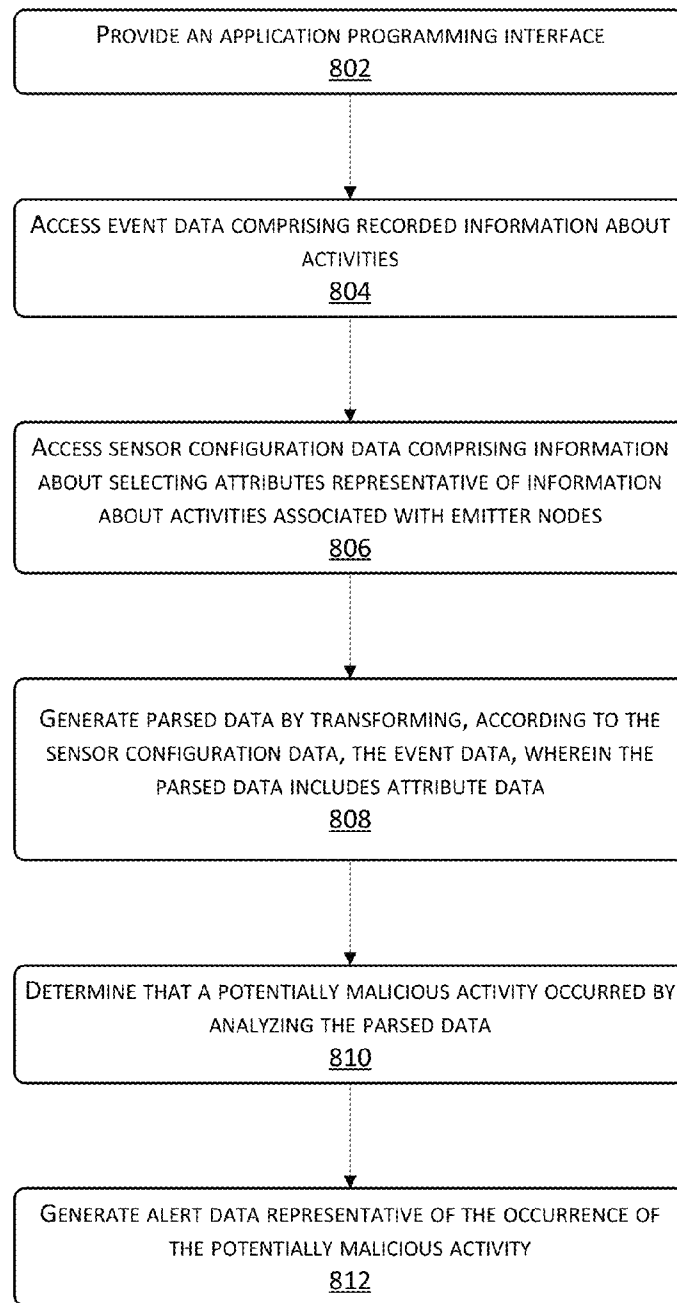 PROVIDE AN APPLICATION PROGRAMMING INTERFACE
802
ACCESS EVENT DATA COMPRISING RECORDED INFORMATION ABOUT
ACTIVITIES
804
ACCESS SENSOR CONFIGURATION DATA COMPRISING INFORMATION
ABOUT SELECTING ATTRIBUTES REPRESENTATIVE OF INFORMATION
ABOUT ACTIVITIES ASSOCIATED WITH EMITTER NODES
806
GENERATE PARSED DATA BY TRANSFORMING, ACCORDING TO THE
SENSOR CONFIGURATION DATA, THE EVENT DATA, WHEREIN THE
PARSED DATA INCLUDES ATTRIBUTE DATA
808
DETERMINE THAT A POTENTIALLY MALICIOUS ACTIVITY OCCURRED BY
ANALYZING THE PARSED DATA
810
GENERATE ALERT DATA REPRESENTATIVE OF THE OCCURRENCE OF
THE POTENTIALLY MALICIOUS ACTIVITY
812